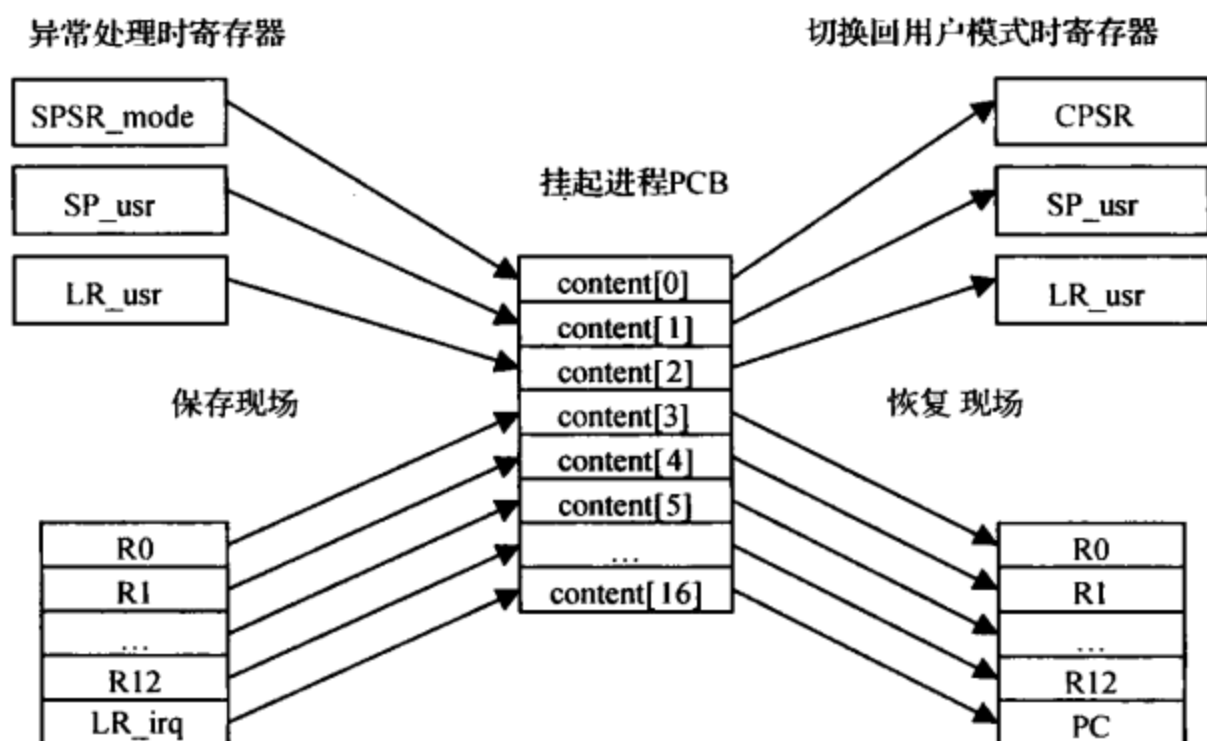 异常处理时寄存器
切换回用户模式时寄存器
SPSR_mode
CPSR
挂起进程PCB
SP_usr
SP_usr
content[0]
LR_usr
LR_usr
content[1]
content[2]
保存现场
恢复 现场
content[3]
content[4]
content[5]
R0
…
R0
R1
content[16]
R1
…
…
R12
R12
LR_irq
PC